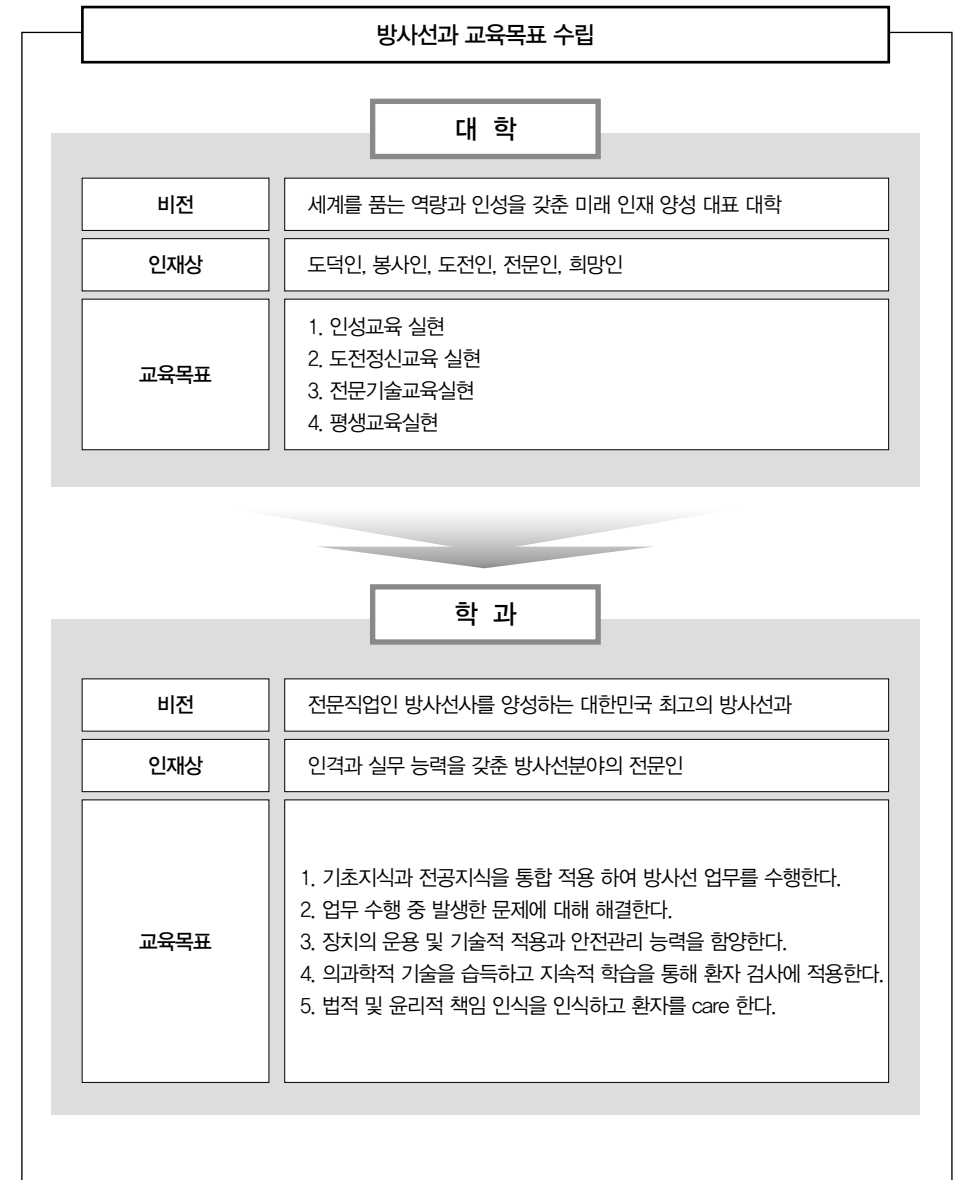 방사선과 교육목표 수립
대 학
비전
세계를 품는 역량과 인성을 갖춘 미래 인재 양성 대표 대학
인재상
도덕인, 봉사인, 도전인, 전문인, 희망인
교육목표
1. 인성교육 실현
2. 도전정신교육 실현
3. 전문기술교육실현
4. 평생교육실현
학 과
비전
전문직업인 방사선사를 양성하는 대한민국 최고의 방사선과
인재상
인격과 실무 능력을 갖춘 방사선분야의 전문인
교육목표
1. 기초지식과 전공지식을 통합 적용 하여 방사선 업무를 수행한다.
2. 업무 수행 중 발생한 문제에 대해 해결한다.
3. 장치의 운용 및 기술적 적용과 안전관리 능력을 함양한다.
4. 의과학적 기술을 습득하고 지속적 학습을 통해 환자 검사에 적용한다.
5. 법적 및 윤리적 책임 인식을 인식하고 환자를 care 한다.